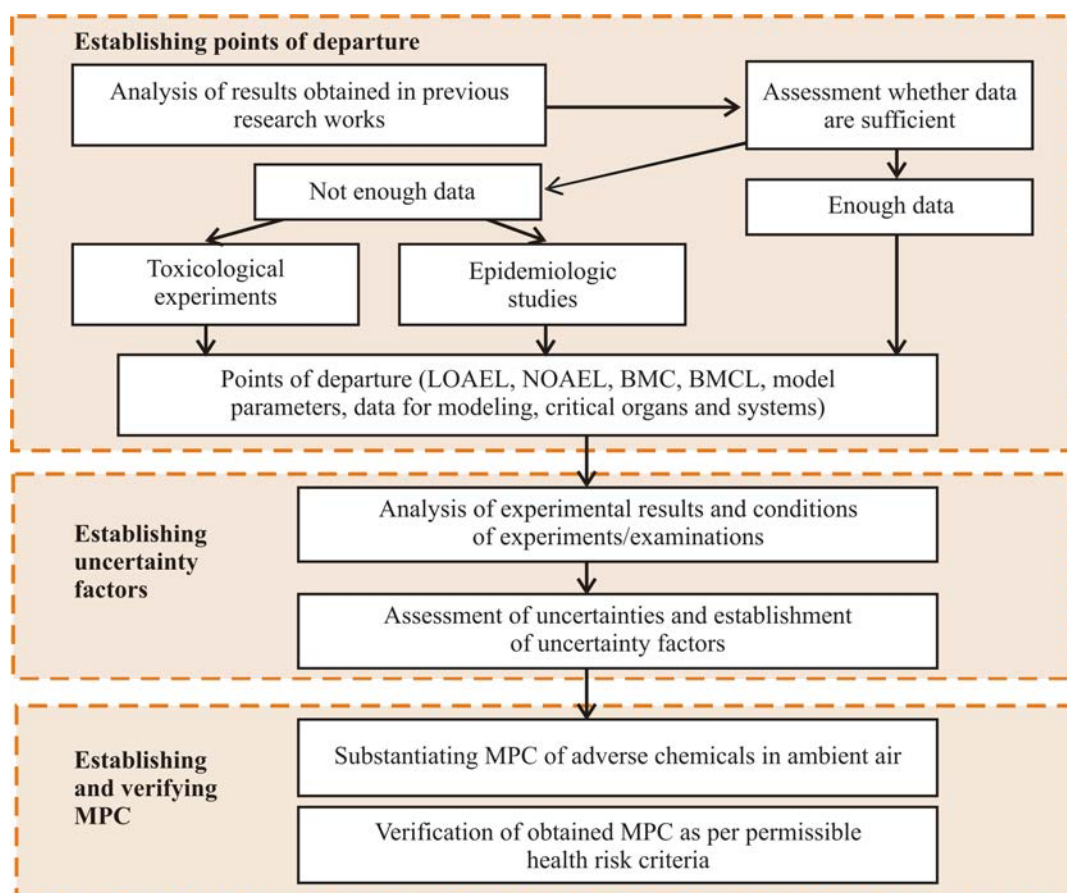 Establishing points of departure
Analysis of results obtained in previous
research works
Assessment whether data
are sufficient
Not enough data
Enough data
Toxicological
experiments
Epidemiologic
studies
Points of departure (LOAEL, NOAEL, BMC, BMCL, model
parameters, data for modeling, critical organs and systems)
Establishing
uncertainty
factors
Analysis of experimental results and conditions
of experiments/examinations
Assessment of uncertainties and establishment
of uncertainty factors
Establishing
and verifying
MPC
Substantiating MPC of adverse chemicals in ambient air
Verification of obtained MPC as per permissible
health risk criteria